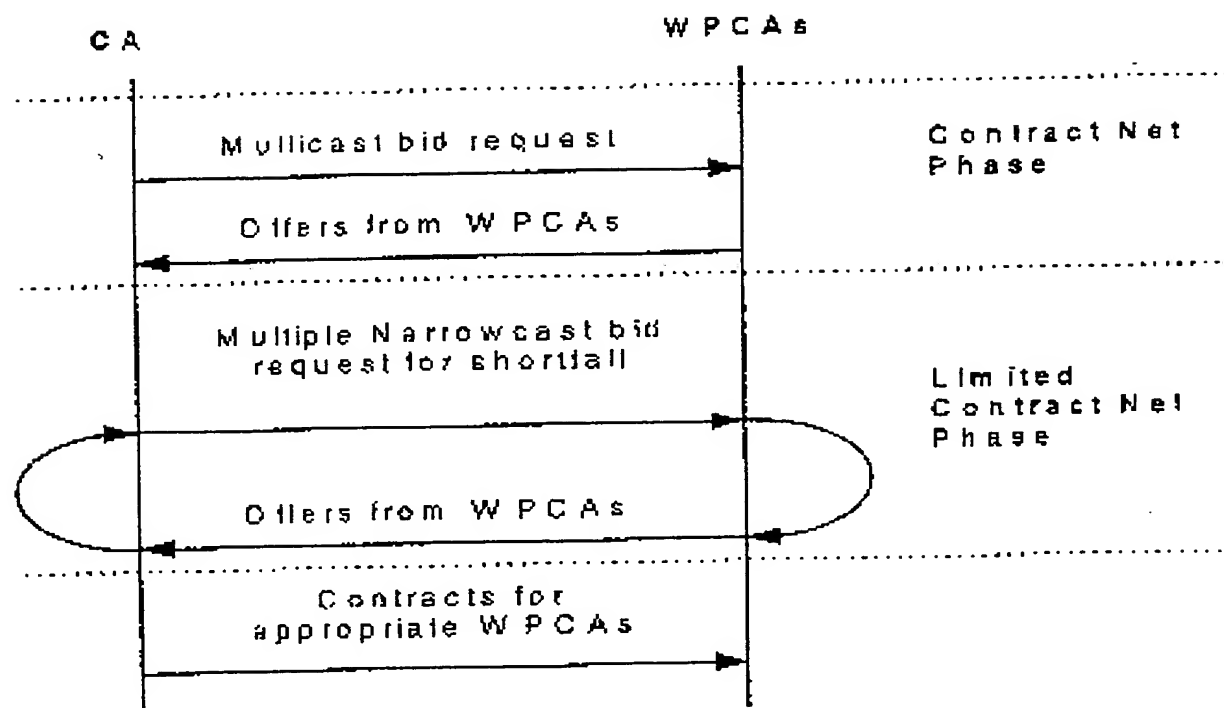 CA
WPCAs
Multicast bid request
Contract Net
Phase
Offers from WPCAs
Multiple Narrowcast bid
request for shortfall
Limited
Contract Net
Phase
Offers from WPCAs
Contracts for
appropriate WPCAs